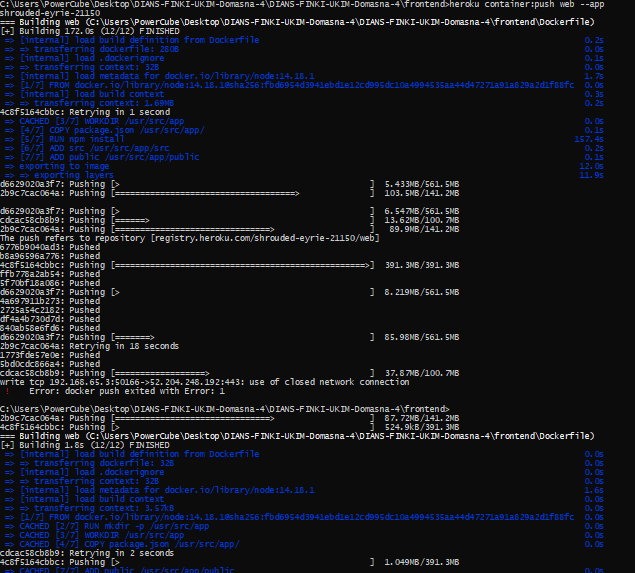 C:\Users\PowerCube\Desktop\DIANS-FINKI-UKIM-Domasna-4\DIANS-FINKI-UKIM-Domasna-4\frontend>heroku container:push web --app
shrouded-eyrie-21150
=== Building web (C:\Users\PowerCube\Desktop\DIANS-FINKI-UKIM-Domasna-4\DIANS-FINKI-UKIM-Domasna-4\frontend\Dockerfile)
[+] Building 172.0s (12/12) FINISHED
=> [internal] load build definition from Dockerfile 0.2s
=> => transferring dockerfile: 280B 0.0s
=> [internal] load .dockerignore 0.1s
=> => transferring context: 32B 0.0s
=> [internal] load metadata for docker.io/library/node:14.18.1 1.7s
=> [1/7] FROM docker.io/library/node:14.18.1@sha256: 0.0s
=> [internal] load build context 0.3s
=> => transferring context: 1.69MB 0.2s
4c8f5164cbbc: Retrying in 1 second
=> CACHED [3/7] WORKDIR /usr/src/app 0.0s
=> [4/7] COPY package.json /usr/src/app/ 0.1s
=> [5/7] RUN npm install 157.4s
=> [6/7] ADD src /usr/src/app/src 0.2s
=> [7/7] ADD public /usr/src/app/public 0.1s
=> exporting to image 12.0s
=> => exporting layers 11.9s
d6629020a3f7: Pushing [> ] 5.433MB/561.5MB
2b9c7cac064a: Pushing [====================================> ] 103.5MB/141.2MB
d6629020a3f7: Pushing [> ] 6.547MB/561.5MB
cdcac58cb8b9: Pushing [======> ] 13.62MB/100.7MB
2b9c7cac064a: Pushing [===============================> ] 89.9MB/141.2MB
The push refers to repository [registry.heroku.com/shrouded-eyrie-21150/web]
6776b9040ad3: Pushed
b8a96596a776: Pushed
4c8f5164cbbc: Pushing [==================================================>] 391.3MB/391.3MB
ffb778a2ab54: Pushed
5f70bf18a086: Pushed
d6629020a3f7: Pushing [> ] 8.219MB/561.5MB
4a697911b273: Pushed
2725a54c2182: Pushed
df4a4b730d7d: Pushed
840ab58e6fd6: Pushed
d6629020a3f7: Pushing [=======> ] 85.98MB/561.5MB
2b9c7cac064a: Retrying in 18 seconds
1773fde57e0e: Pushed
5bd0cdc866a4: Pushed
cdcac58cb8b9: Pushing [==================> ] 37.87MB/100.7MB
write tcp 192.168.65.3:50166->52.204.248.192:443: use of closed network connection
! Error: docker push exited with Error: 1
C:\Users\PowerCube\Desktop\DIANS-FINKI-UKIM-Domasna-4\DIANS-FINKI-UKIM-Domasna-4\frontend>
2b9c7cac064a: Pushing [===============================> ] 87.72MB/141.2MB
4c8f5164cbbc: Pushing [> ] 524.9kB/391.3MB
=== Building web (C:\Users\PowerCube\Desktop\DIANS-FINKI-UKIM-Domasna-4\DIANS-FINKI-UKIM-Domasna-4\frontend\Dockerfile)
[+] Building 1.8s (12/12) FINISHED
=> [internal] load build definition from Dockerfile 0.0s
=> => transferring dockerfile: 32B 0.0s
=> [internal] load .dockerignore 0.0s
=> => transferring context: 32B 0.0s
=> [internal] load metadata for docker.io/library/node:14.18.1 1.6s
=> [internal] load build context 0.0s
=> => transferring context: 3.57kB 0.0s
=> [1/7] FROM docker.io/library/node:14.18.1@sha256: 0.0s
=> CACHED [2/7] RUN mkdir -p /usr/src/app 0.0s
=> CACHED [3/7] WORKDIR /usr/src/app 0.0s
=> CACHED [4/7] COPY package.json /usr/src/app/ 0.0s
cdcac58cb8b9: Retrying in 2 seconds
4c8f5164cbbc: Pushing [> ] 1.049MB/391.3MB
=> CACHED [7/7] ADD public /usr/src/app/public 0.0s